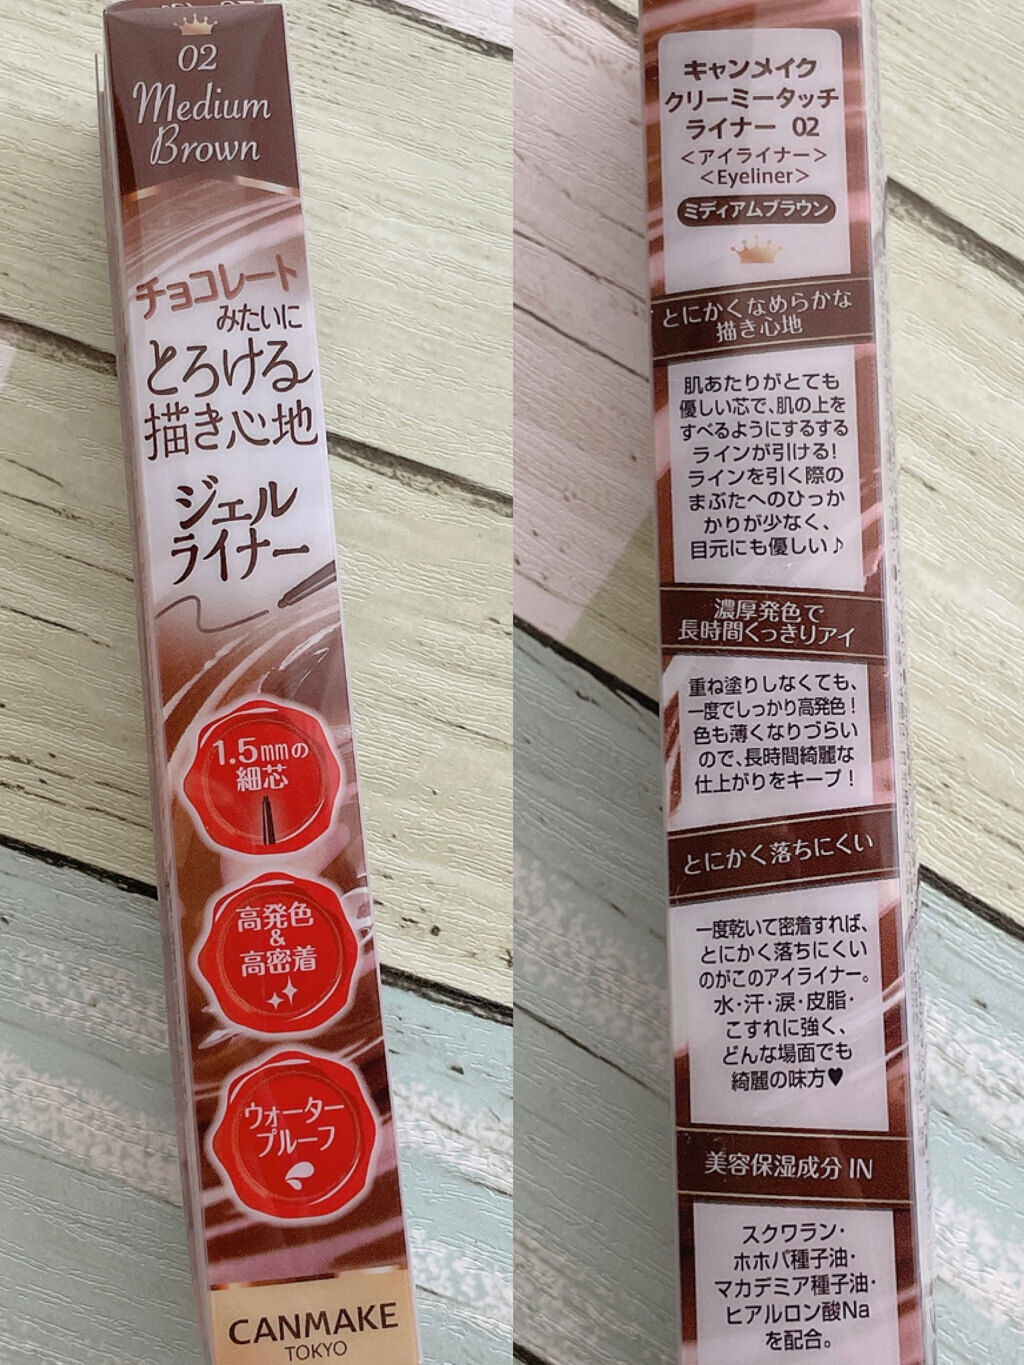 02
Medium
Brown
チョコレート
みたいに
とろける
描き心地
ジェル
ライナー
1.5mmの
細芯
高発色
&
高密着
ウォーター
プルーフ
CANMAKE
TOKYO
キャンメイク
クリーミータッチ
ライナー 02
<アイライナー>
<Eyeliner>
ミディアムブラウン
とにかくなめらかな
描き心地
肌あたりがとても
優しい芯で、肌の上を
すべるようにするする
ラインが引ける!
ラインを引く際の
まぶたへのひっか
かりが少なく、
目元にも優しい♪
濃厚発色で
長時間くっきりアイ
重ね塗りしなくても、
一度でしっかり高発色!
色も薄くなりづらい
ので、長時間綺麗な
仕上がりをキープ!
とにかく落ちにくい
一度乾いて密着すれば、
とにかく落ちにくい
のがこのアイライナー。
水・汗・涙・皮脂・
こすれに強く、
どんな場面でも
綺麗の味方♥
美容保湿成分 IN
スクワラン・
ホホバ種子油・
マカデミア種子油・
ヒアルロン酸Na
を配合。